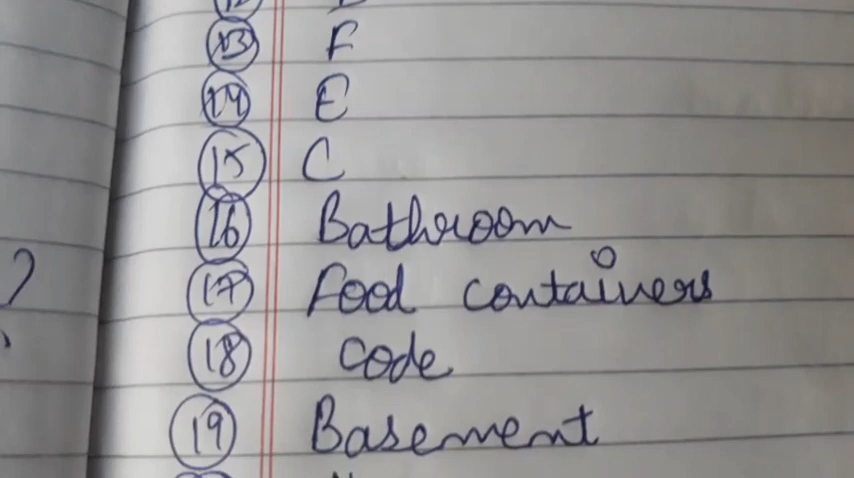 13 F
14 E
15 C
16 Bathroom
17 Food containers
18 code
19 Basement